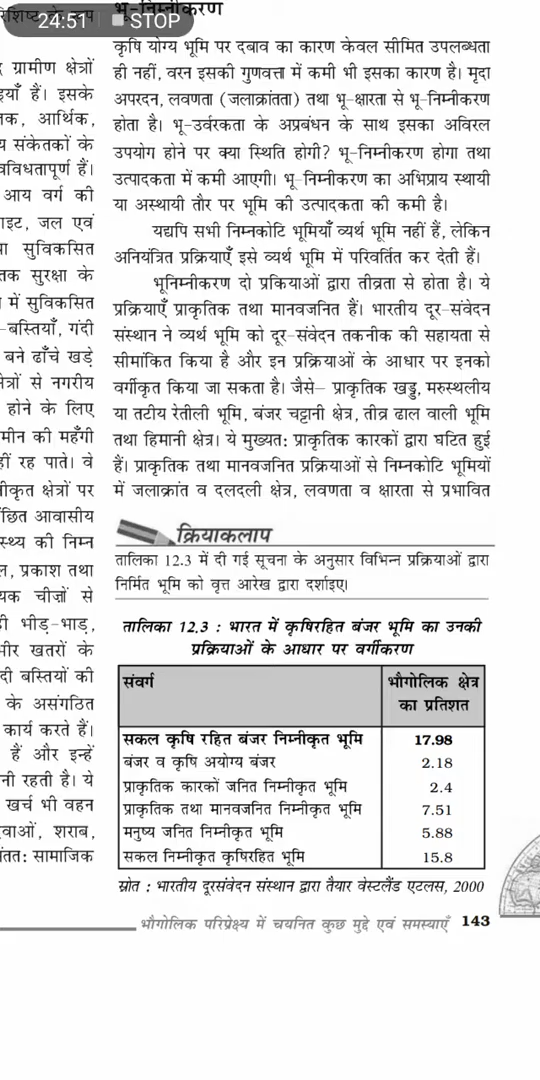 24:51 STOP
ग्रामीण क्षेत्रों
इयाँ हैं। इसके
तक, आर्थिक,
य संकेतकों के
विविधतापूर्ण हैं।
आय वर्ग की
जल एवं
सुविकसित
तक सुरक्षा के
में सुविकसित
-बस्तियाँ, गंदी
बने ढाँचे खड़े
क्षेत्रों से नगरीय
होने के लिए
मीन की महँगी
हीं रह पाते। वे
क्षेत्रों पर
आवासीय
स्थ्य की निम्न
प्रकाश तथा
यक चीजों से
ही भीड़-भाड़,
भीर खतरों के
दी बस्तियों की
के असंगठित
कार्य करते हैं।
हैं और इन्हें
नी रहती है। ये
खर्च भी वहन
शराब,
सामाजिक
भू-निम्नीकरण
कृषि योग्य भूमि पर दबाव का कारण केवल सीमित उपलब्धता
ही नहीं, वरन इसकी गुणवत्ता में कमी भी इसका कारण है। मृदा
अपरदन, लवणता (जलाक्रांतता) तथा भू-क्षारता से भू-निम्नीकरण
होता है। भू-उर्वरकता के अप्रबंधन के साथ इसका अविरल
उपयोग होने पर क्या स्थिति होगी? भू-निम्नीकरण होगा तथा
उत्पादकता में कमी आएगी। भू-निम्नीकरण का अभिप्राय स्थायी
या अस्थायी तौर पर भूमि की उत्पादकता की कमी है।
यद्यपि सभी निम्नकोटि भूमियाँ व्यर्थ भूमि नहीं हैं, लेकिन
अनियंत्रित प्रक्रियाएँ इसे व्यर्थ भूमि में परिवर्तित कर देती हैं।
भूनिम्नीकरण दो प्रकियाओं द्वारा तीव्रता से होता है। ये
प्रक्रियाएँ प्राकृतिक तथा मानवजनित हैं। भारतीय दूर-संवेदन
संस्थान ने व्यर्थ भूमि को दूर-संवेदन तकनीक की सहायता से
सीमांकित किया है और इन प्रक्रियाओं के आधार पर इनको
वर्गीकृत किया जा सकता है। जैसे– प्राकृतिक खड्डु, मरुस्थलीय
या तटीय रेतीली भूमि, बंजर चट्टानी क्षेत्र, तीव्र ढाल वाली भूमि
तथा हिमानी क्षेत्र। ये मुख्यत: प्राकृतिक कारकों द्वारा घटित हुई
हैं। प्राकृतिक तथा मानवजनित प्रक्रियाओं से निम्नकोटि भूमियों
में जलाक्रांत व दलदली क्षेत्र, लवणता व क्षारता से प्रभावित
क्रियाकलाप
तालिका 12.3 में दी गई सूचना के अनुसार विभिन्न प्रक्रियाओं द्वारा
निर्मित भूमि को वृत्त आरेख द्वारा दर्शाइए।
तालिका 12.3 : भारत में कृषिरहित बंजर भूमि का उनकी
प्रक्रियाओं के आधार पर वर्गीकरण
संवर्ग भौगोलिक क्षेत्र
का प्रतिशत
सकल कृषि रहित बंजर निम्नीकृत भूमि 17.98
बंजर व कृषि अयोग्य बंजर 2.18
प्राकृतिक कारकों जनित निम्नीकृत भूमि 2.4
प्राकृतिक तथा मानवजनित निम्नीकृत भूमि 7.51
मनुष्य जनित निम्नीकृत भूमि 5.88
सकल निम्नीकृत कृषिरहित भूमि 15.8
स्रोत : भारतीय दूरसंवेदन संस्थान द्वारा तैयार वेस्टलैंड एटलस, 2000
भौगोलिक परिप्रेक्ष्य में चयनित कुछ मुद्दे एवं समस्याएँ 143